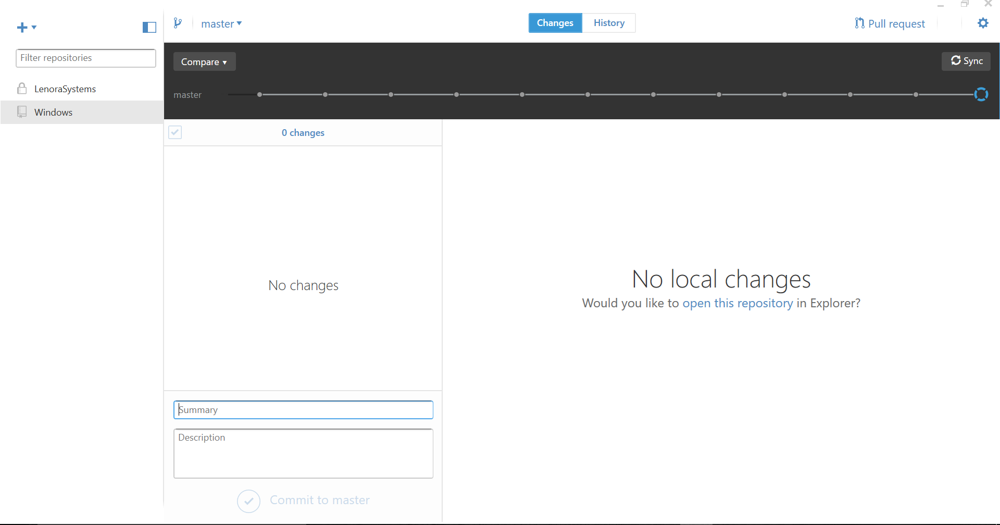 master
Changes
History
Pull request
Filter repositories
LenoraSystems
Windows
Compare
Sync
master
0 changes
No changes
No local changes
Would you like to open this repository in Explorer?
Summary
Description
Commit to master